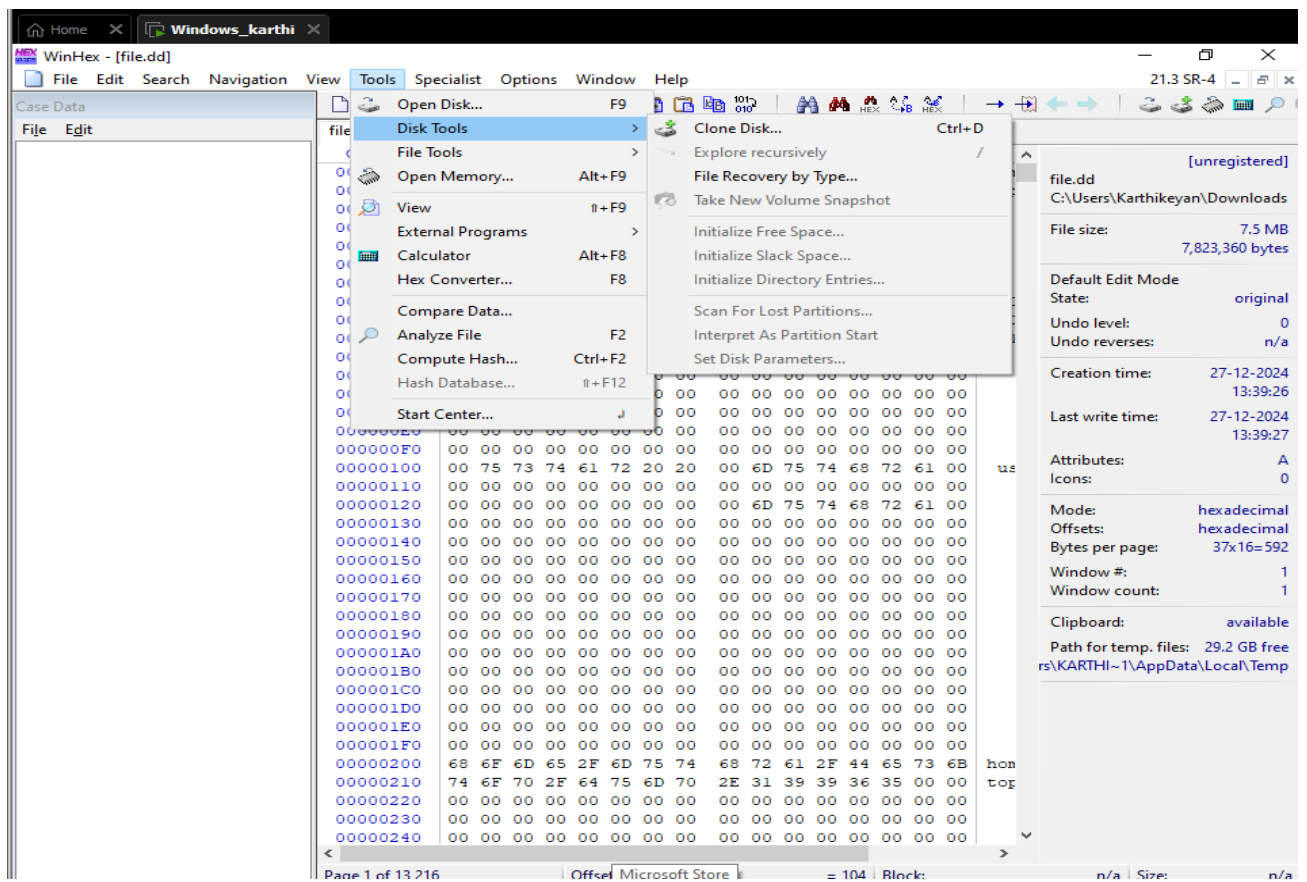 Home × Windows_karthi ×
WinHex - [file.dd]
File Edit Search Navigation View Tools Specialist Options Window Help 21.3 SR-4
Case Data
File Edit
file
Open Disk... F9
Disk Tools >
File Tools >
Open Memory... Alt+F9
View ⇧+F9
External Programs >
Calculator Alt+F8
Hex Converter... F8
Compare Data...
Analyze File F2
Compute Hash... Ctrl+F2
Hash Database... ⇧+F12
Start Center... ↲
Clone Disk... Ctrl+D
Explore recursively /
File Recovery by Type...
Take New Volume Snapshot
Initialize Free Space...
Initialize Slack Space...
Initialize Directory Entries...
Scan For Lost Partitions...
Interpret As Partition Start
Set Disk Parameters...
000000F0 00 00 00 00 00 00 00 00 00 00 00 00 00 00 00 00
00000100 00 75 73 74 61 72 20 20 00 6D 75 74 68 72 61 00 us
00000110 00 00 00 00 00 00 00 00 00 00 00 00 00 00 00 00
00000120 00 00 00 00 00 00 00 00 00 6D 75 74 68 72 61 00
00000130 00 00 00 00 00 00 00 00 00 00 00 00 00 00 00 00
00000140 00 00 00 00 00 00 00 00 00 00 00 00 00 00 00 00
00000150 00 00 00 00 00 00 00 00 00 00 00 00 00 00 00 00
00000160 00 00 00 00 00 00 00 00 00 00 00 00 00 00 00 00
00000170 00 00 00 00 00 00 00 00 00 00 00 00 00 00 00 00
00000180 00 00 00 00 00 00 00 00 00 00 00 00 00 00 00 00
00000190 00 00 00 00 00 00 00 00 00 00 00 00 00 00 00 00
000001A0 00 00 00 00 00 00 00 00 00 00 00 00 00 00 00 00
000001B0 00 00 00 00 00 00 00 00 00 00 00 00 00 00 00 00
000001C0 00 00 00 00 00 00 00 00 00 00 00 00 00 00 00 00
000001D0 00 00 00 00 00 00 00 00 00 00 00 00 00 00 00 00
000001E0 00 00 00 00 00 00 00 00 00 00 00 00 00 00 00 00
000001F0 00 00 00 00 00 00 00 00 00 00 00 00 00 00 00 00
00000200 68 6F 6D 65 2F 6D 75 74 68 72 61 2F 44 65 73 6B hom
00000210 74 6F 70 2F 64 75 6D 70 2E 31 39 39 36 35 00 00 top
00000220 00 00 00 00 00 00 00 00 00 00 00 00 00 00 00 00
00000230 00 00 00 00 00 00 00 00 00 00 00 00 00 00 00 00
00000240 00 00 00 00 00 00 00 00 00 00 00 00 00 00 00 00
[unregistered]
file.dd
C:\Users\Karthikeyan\Downloads
File size: 7.5 MB
7,823,360 bytes
Default Edit Mode
State: original
Undo level: 0
Undo reverses: n/a
Creation time: 27-12-2024
13:39:26
Last write time: 27-12-2024
13:39:27
Attributes: A
Icons: 0
Mode: hexadecimal
Offsets: hexadecimal
Bytes per page: 37x16=592
Window #: 1
Window count: 1
Clipboard: available
Path for temp. files: 29.2 GB free
rs\KARTHI~1\AppData\Local\Temp
Page 1 of 13,216 Offset Microsoft Store = 104 Block: n/a Size: n/a